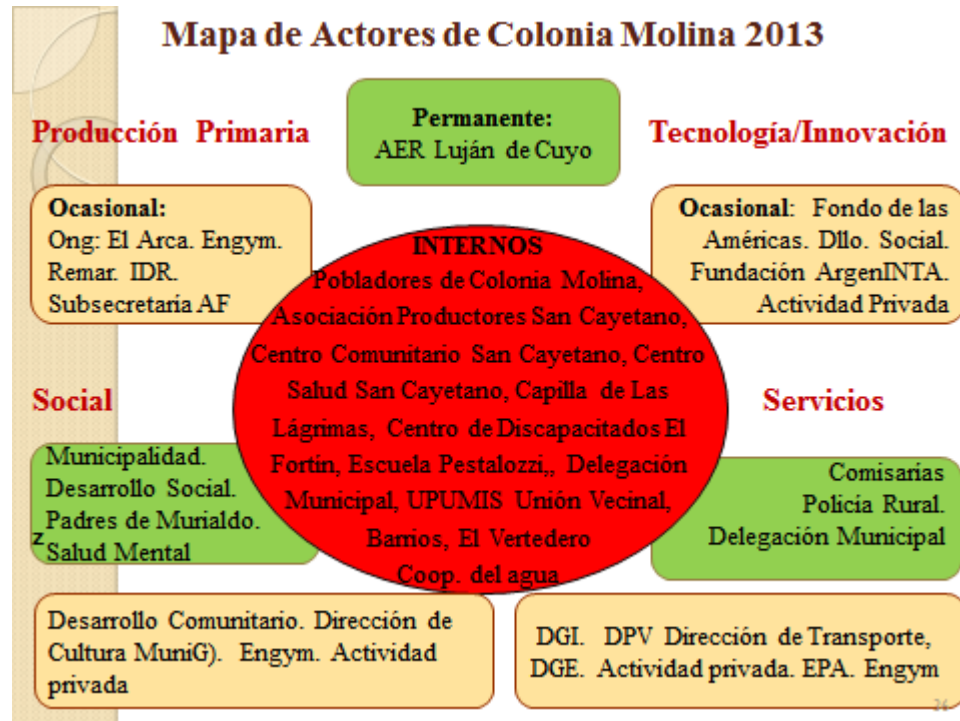 Mapa de Actores de Colonia Molina 2013
Permanente:
AER Luján de Cuyo
Producción Primaria
Tecnología/Innovación
Ocasional:
Ong: El Arca. Engym.
Remar. IDR.
Subsecretaria AF
Ocasional: Fondo de las
Américas. Dllo. Social.
Fundación ArgenINTA.
Actividad Privada
INTERNOS
Pobladores de Colonia Molina,
Asociación Productores San Cayetano,
Centro Comunitario San Cayetano, Centro
Salud San Cayetano, Capilla de Las
Lágrimas, Centro de Discapacitados El
Fortín, Escuela Pestalozzi,, Delegación
Municipal, UPUMIS Unión Vecinal,
Barrios, El Vertedero
Coop. del agua
Social
Servicios
Municipalidad.
Desarrollo Social.
Padres de Murialdo.
z
Salud Mental
Comisarías
Policía Rural.
Delegación Municipal
Desarrollo Comunitario. Dirección de
Cultura MuniG). Engym. Actividad
privada
DGI. DPV Dirección de Transporte,
DGE. Actividad privada. EPA. Engym
26